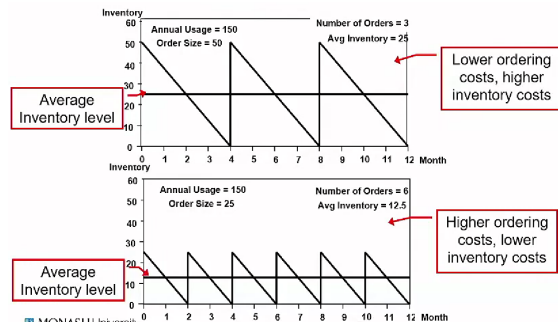 Inventory
60
50
40
30
20
10
0
Annual Usage = 150
Order Size = 50
Number of Orders = 3
Avg Inventory = 25
Lower ordering
costs, higher
inventory costs
Average
Inventory level
0 1 2 3 4 5 6 7 8 9 10 11 12 Month
Inventory
60
50
40
30
20
10
0
Annual Usage = 150
Order Size = 25
Number of Orders = 6
Avg Inventory = 12.5
Higher ordering
costs, lower
inventory costs
Average
Inventory level
0 1 2 3 4 5 6 7 8 9 10 11 12 Month
MONASH